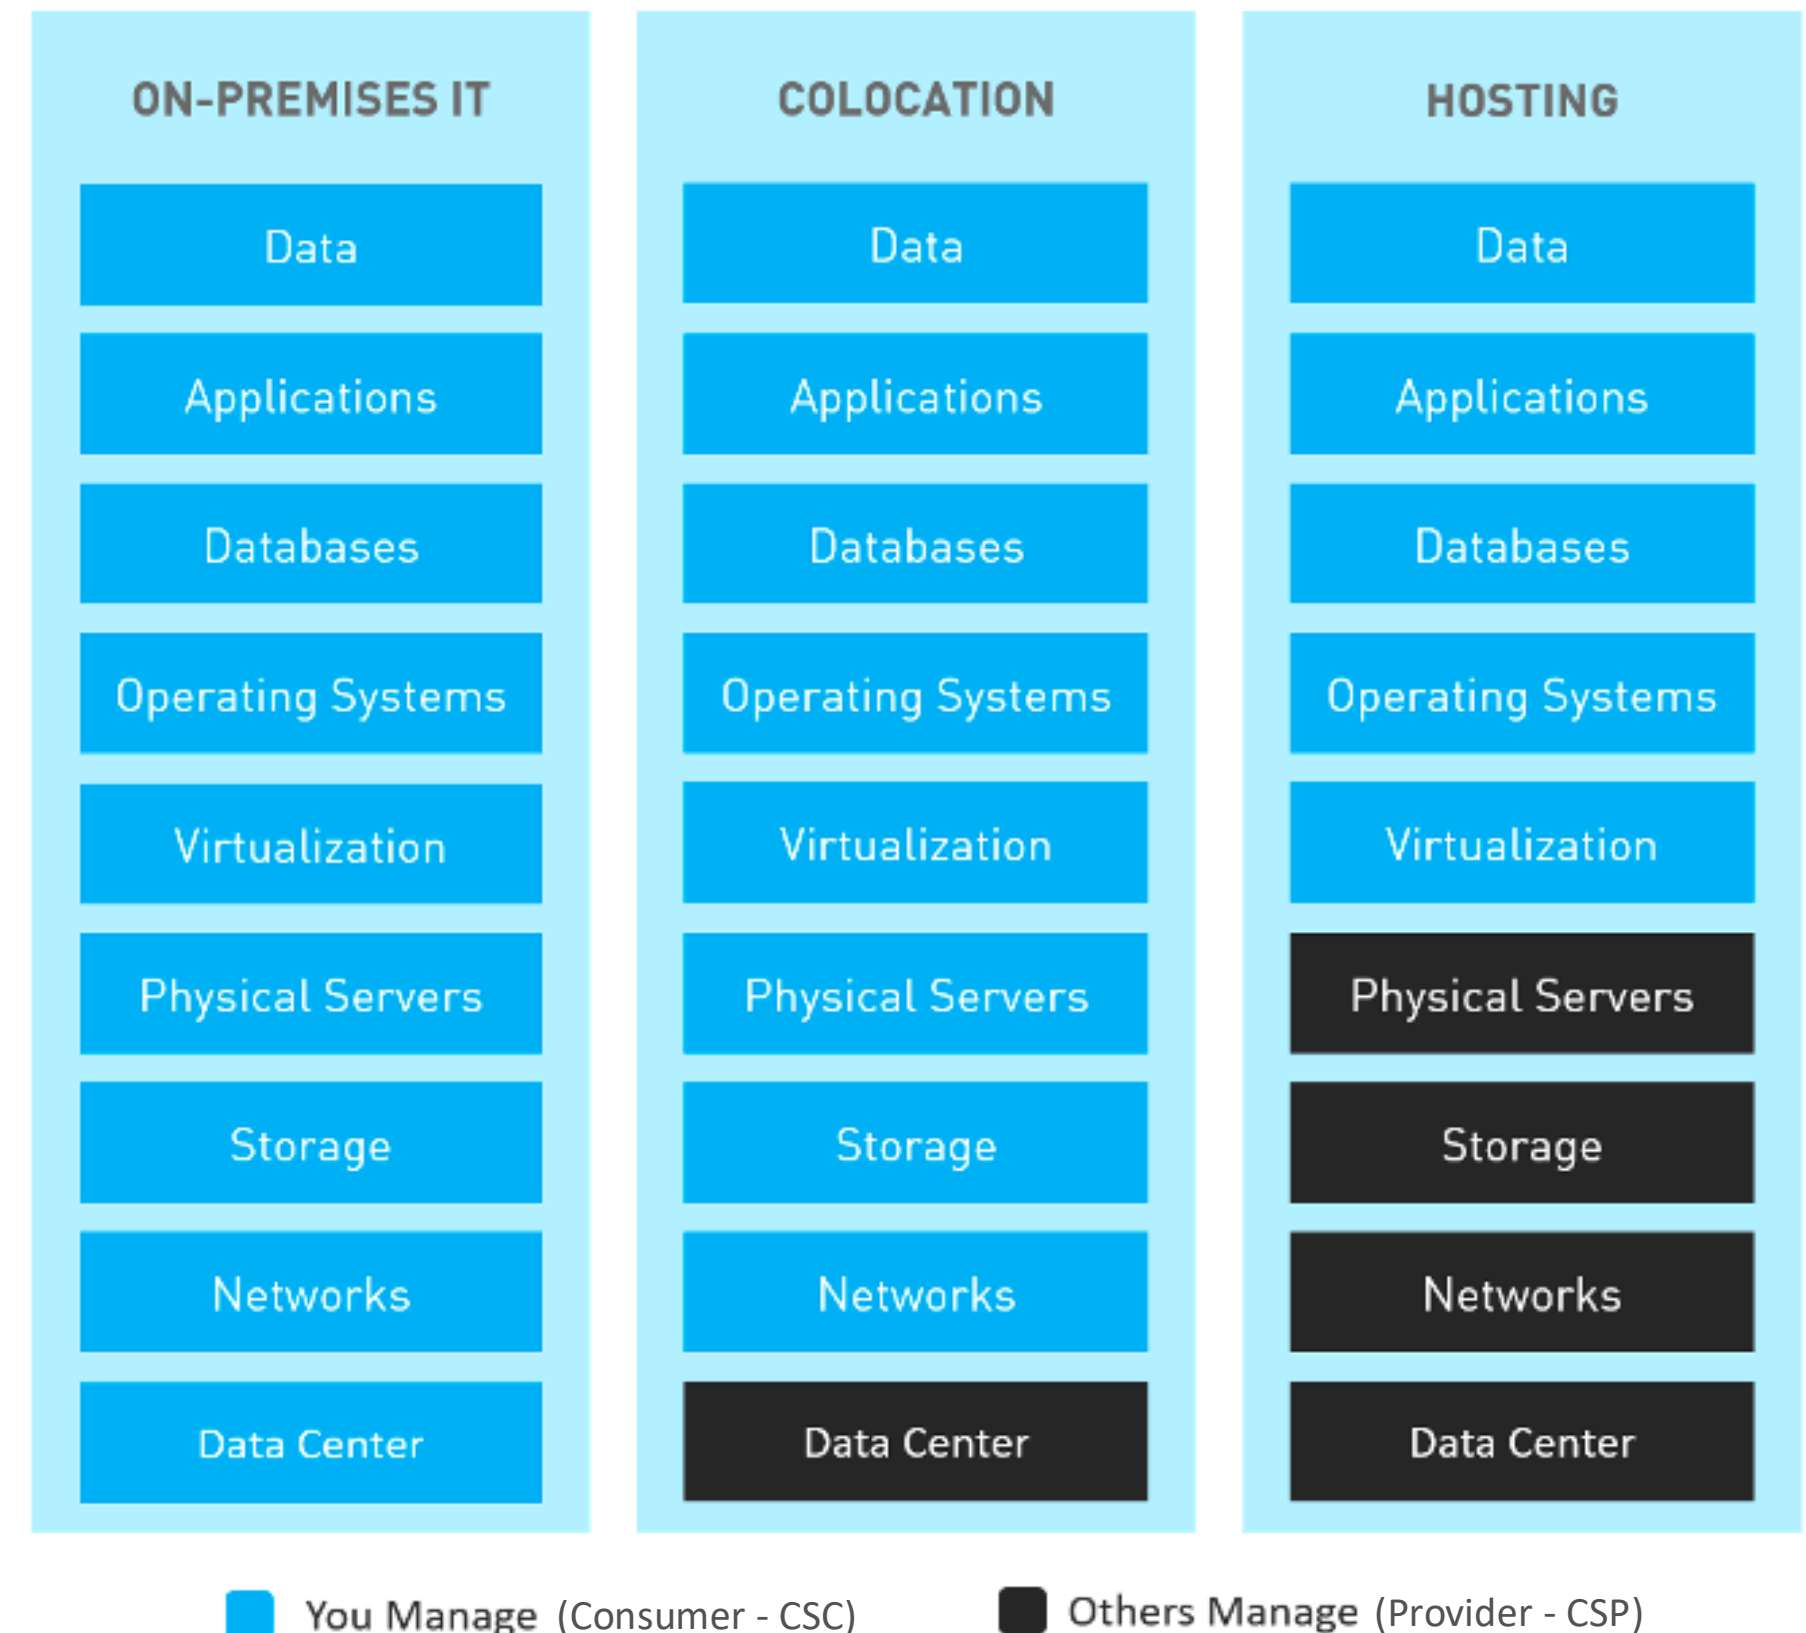 ON-PREMISES IT
Data
Applications
Databases
Operating Systems
Virtualization
Physical Servers
Storage
Networks
Data Center
COLOCATION
Data
Applications
Databases
Operating Systems
Virtualization
Physical Servers
Storage
Networks
Data Center
HOSTING
Data
Applications
Databases
Operating Systems
Virtualization
Physical Servers
Storage
Networks
Data Center
You Manage (Consumer - CSC)
Others Manage (Provider - CSP)